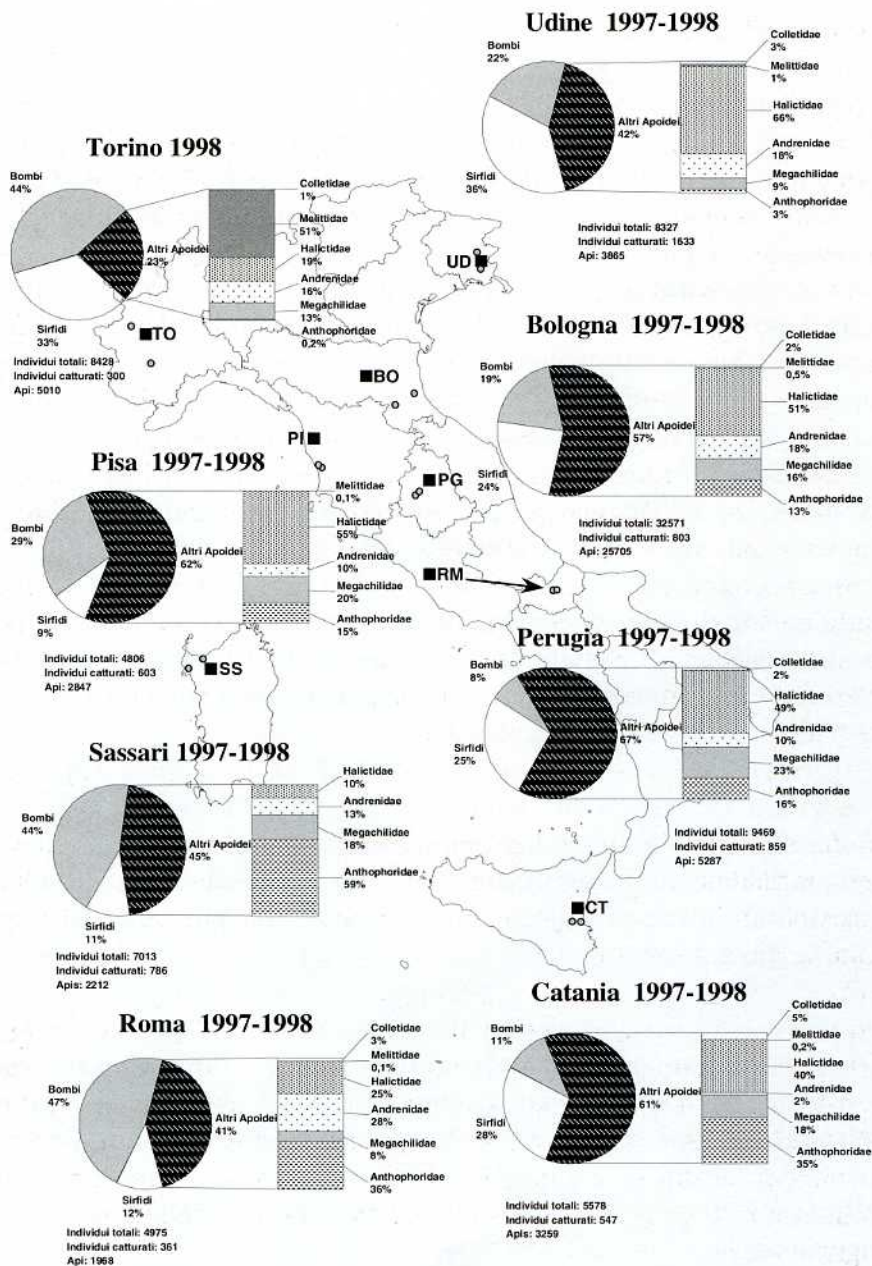 Udine 1997-1998
Bombi
22%
Sirfidi
36%
Altri Apoidei
42%
Colletidae
3%
Melittidae
1%
Halictidae
66%
Andrenidae
18%
Megachilidae
9%
Anthophoridae
3%
Individui totali: 8327
Individui catturati: 1633
Api: 3865
Torino 1998
Bombi
44%
Sirfidi
33%
Altri Apoidei
23%
Colletidae
1%
Melittidae
51%
Halictidae
19%
Andrenidae
16%
Megachilidae
13%
Anthophoridae
0,2%
Individui totali: 8428
Individui catturati: 300
Api: 5010
UD
TO
BO
PI
PG
RM
SS
CT
Bologna 1997-1998
Bombi
19%
Sirfidi
24%
Altri Apoidei
57%
Colletidae
2%
Melittidae
0,5%
Halictidae
51%
Andrenidae
18%
Megachilidae
16%
Anthophoridae
13%
Individui totali: 32571
Individui catturati: 803
Api: 25705
Pisa 1997-1998
Bombi
29%
Sirfidi
9%
Altri Apoidei
62%
Melittidae
0,1%
Halictidae
55%
Andrenidae
10%
Megachilidae
20%
Anthophoridae
15%
Individui totali: 4806
Individui catturati: 603
Api: 2847
Perugia 1997-1998
Bombi
8%
Sirfidi
25%
Altri Apoidei
67%
Colletidae
2%
Halictidae
49%
Andrenidae
10%
Megachilidae
23%
Anthophoridae
16%
Individui totali: 9469
Individui catturati: 859
Api: 5287
Sassari 1997-1998
Bombi
44%
Sirfidi
11%
Altri Apoidei
45%
Halictidae
10%
Andrenidae
13%
Megachilidae
18%
Anthophoridae
59%
Individui totali: 7013
Individui catturati: 786
Apis: 2212
Roma 1997-1998
Bombi
47%
Sirfidi
12%
Altri Apoidei
41%
Colletidae
3%
Melittidae
0,1%
Halictidae
25%
Andrenidae
28%
Megachilidae
8%
Anthophoridae
36%
Individui totali: 4975
Individui catturati: 361
Api: 1968
Catania 1997-1998
Bombi
11%
Sirfidi
28%
Altri Apoidei
61%
Colletidae
5%
Melittidae
0,2%
Halictidae
40%
Andrenidae
2%
Megachilidae
18%
Anthophoridae
35%
Individui totali: 5578
Individui catturati: 547
Apis: 3259